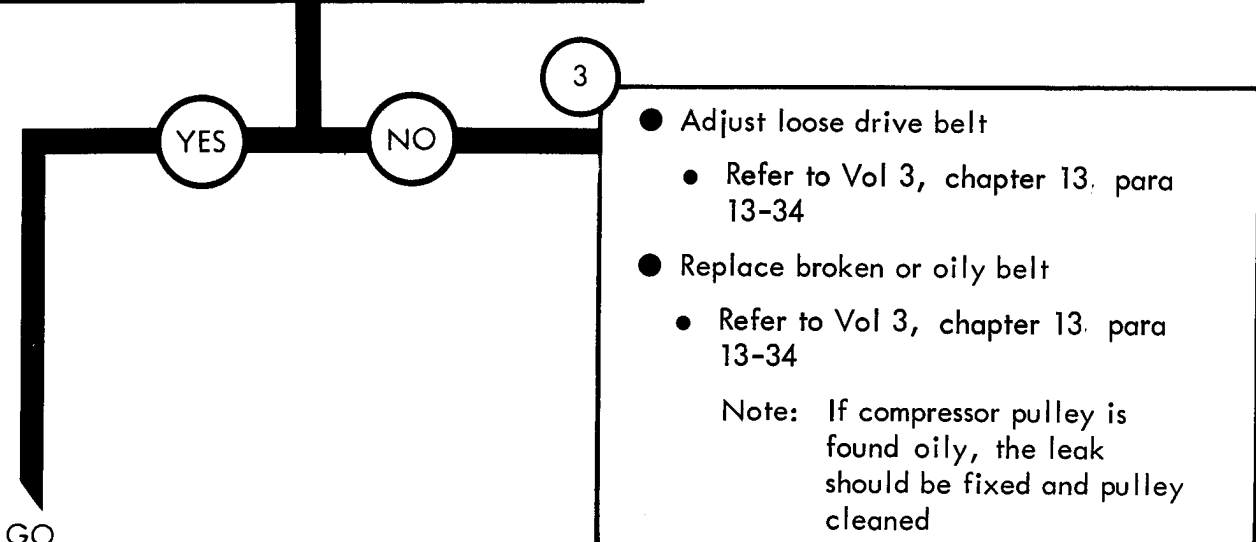 3
YES
NO
● Adjust loose drive belt
● Refer to Vol 3, chapter 13. para
13-34
● Replace broken or oily belt
● Refer to Vol 3, chapter 13. para
13-34
Note: If compressor pulley is
found oily, the leak
should be fixed and pulley
cleaned
GO